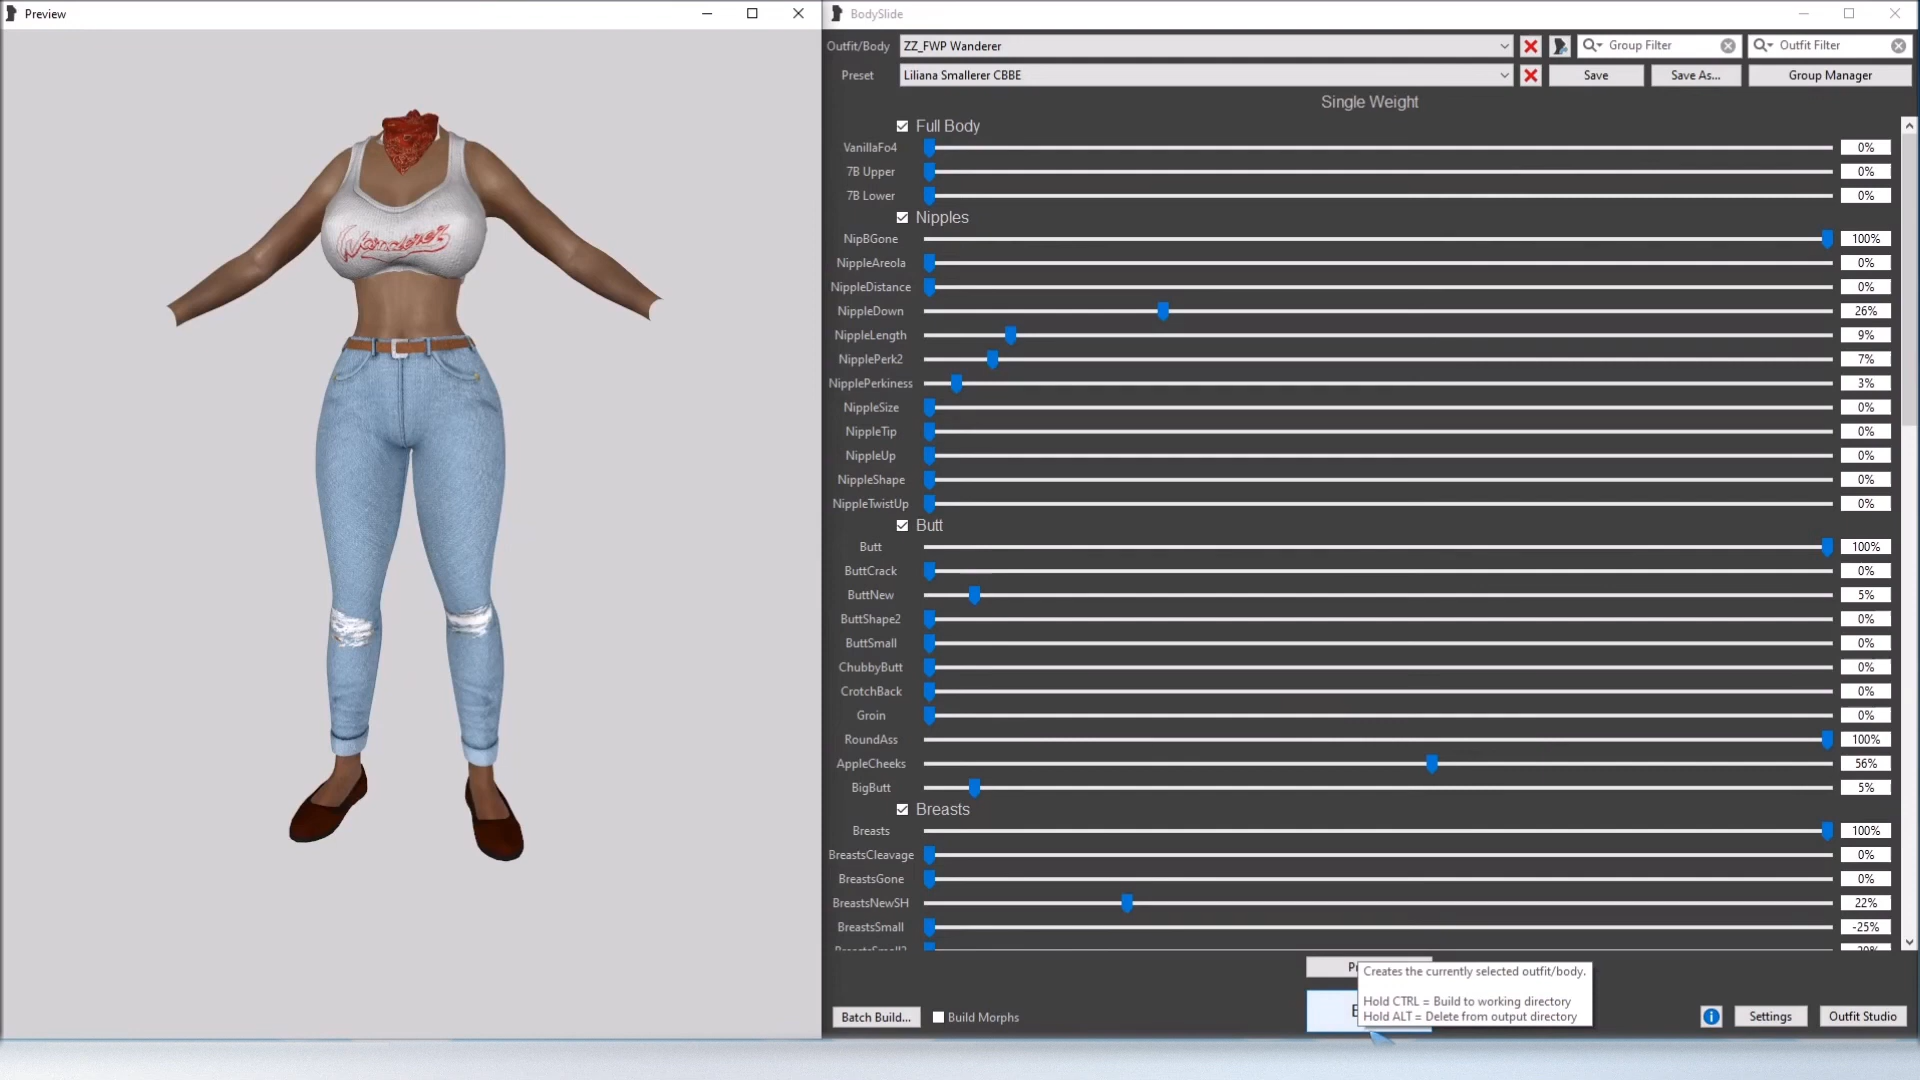 Preview
BodySlide
Outfit/Body
ZZ_FWP Wanderer
Group Filter
Outfit Filter
Preset
Liliana Smallerer CBBE
Save
Save As...
Group Manager
Single Weight
Full Body
VanillaFo4
0%
7B Upper
0%
7B Lower
0%
Nipples
NipBGone
100%
NippleAreola
0%
NippleDistance
0%
NippleDown
26%
NippleLength
9%
NipplePerk2
7%
NipplePerkiness
3%
NippleSize
0%
NippleTip
0%
NippleUp
0%
NippleShape
0%
NippleTwistUp
0%
Butt
Butt
100%
ButtCrack
0%
ButtNew
5%
ButtShape2
0%
ButtSmall
0%
ChubbyButt
0%
CrotchBack
0%
Groin
0%
RoundAss
100%
AppleCheeks
56%
BigButt
5%
Breasts
Breasts
100%
BreastsCleavage
0%
BreastsGone
0%
BreastsNewSH
22%
BreastsSmall
-25%
Creates the currently selected outfit/body.
Hold CTRL = Build to working directory
Hold ALT = Delete from output directory
Batch Build...
Build Morphs
Settings
Outfit Studio
Wanderer